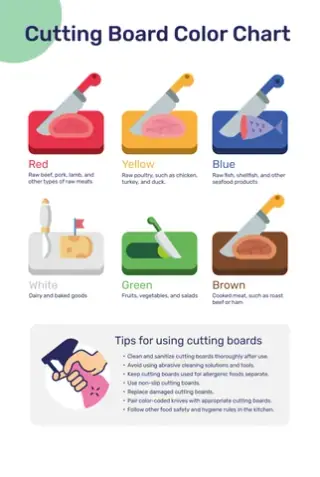 Cutting Board Color Chart
Red
Raw beef, pork, lamb, and
other types of raw meats
Yellow
Raw poultry, such as chicken,
turkey, and duck.
Blue
Raw fish, shellfish, and other
seafood products
White
Dairy and baked goods
Green
Fruits, vegetables, and salads
Brown
Cooked meat, such as roast
beef or ham.
Tips for using cutting boards
• Clean and sanitize cutting boards thoroughly after use.
• Avoid using abrasive cleaning solutions and tools.
• Keep cutting boards used for allergenic foods separate.
• Use non-slip cutting boards.
• Replace damaged cutting boards.
• Pair color-coded knives with appropriate cutting boards.
• Follow other food safety and hygiene rules in the kitchen.